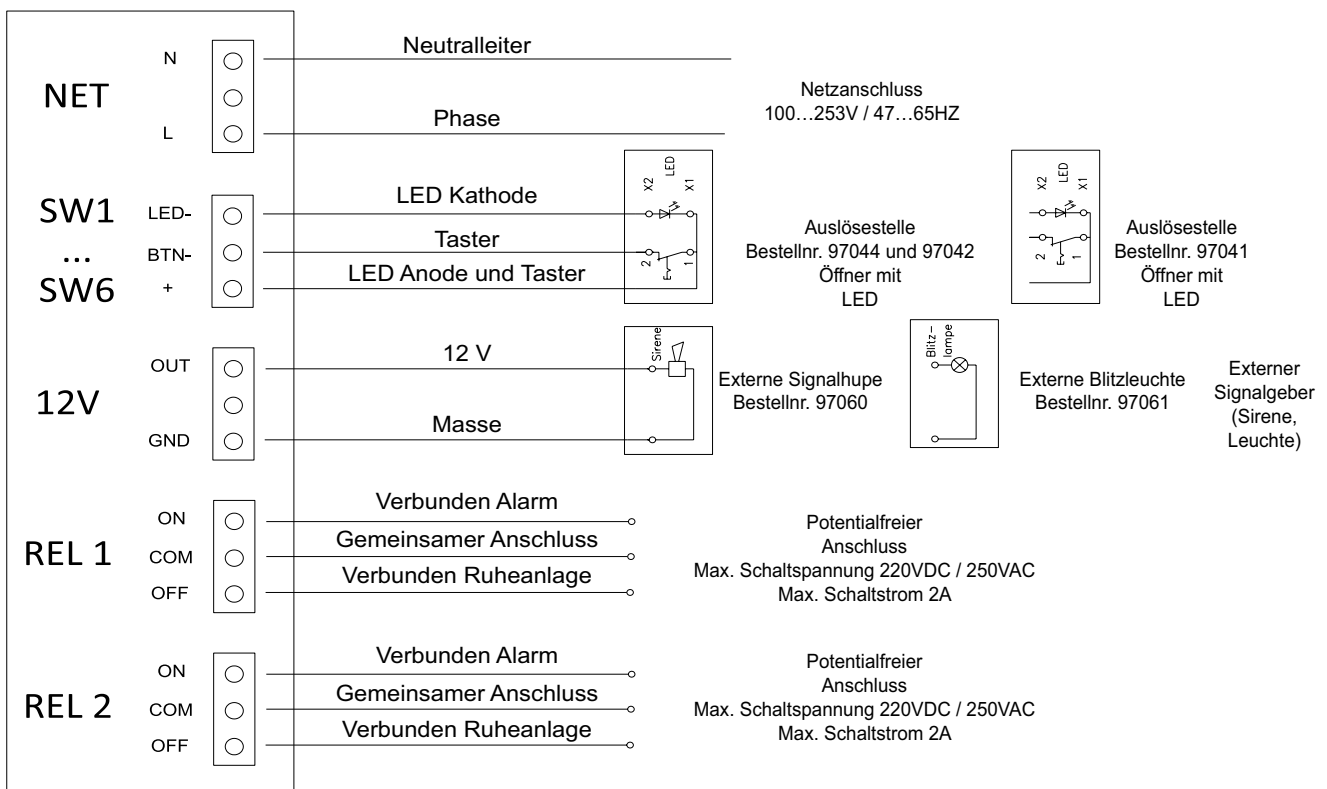 NET
N
Neutralleiter
L
Phase
Netzanschluss
100…253V / 47…65HZ
SW1
...
SW6
LED-
LED Kathode
BTN-
Taster
+
LED Anode und Taster
X2
LED
X1
2
1
Auslösestelle
Bestellnr. 97044 und 97042
Öffner mit
LED
X2
LED
X1
2
1
Auslösestelle
Bestellnr. 97041
Öffner mit
LED
12V
OUT
12 V
GND
Masse
Sirene
Externe Signalhupe
Bestellnr. 97060
Blitz-
lampe
Externe Blitzleuchte
Bestellnr. 97061
Externer
Signalgeber
(Sirene,
Leuchte)
REL 1
ON
Verbunden Alarm
COM
Gemeinsamer Anschluss
OFF
Verbunden Ruheanlage
Potentialfreier
Anschluss
Max. Schaltspannung 220VDC / 250VAC
Max. Schaltstrom 2A
REL 2
ON
Verbunden Alarm
COM
Gemeinsamer Anschluss
OFF
Verbunden Ruheanlage
Potentialfreier
Anschluss
Max. Schaltspannung 220VDC / 250VAC
Max. Schaltstrom 2A